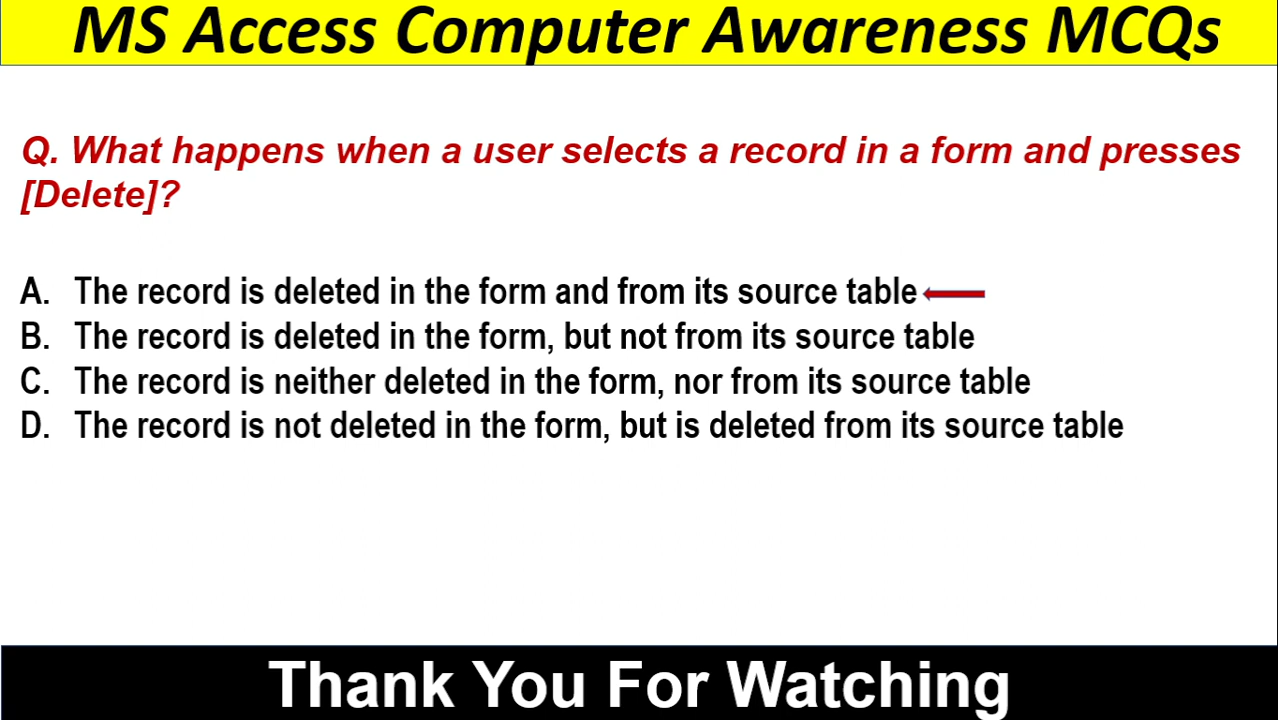 MS Access Computer Awareness MCQs
Q. What happens when a user selects a record in a form and presses
[Delete]?
A. The record is deleted in the form and from its source table
B. The record is deleted in the form, but not from its source table
C. The record is neither deleted in the form, nor from its source table
D. The record is not deleted in the form, but is deleted from its source table
Thank You For Watching